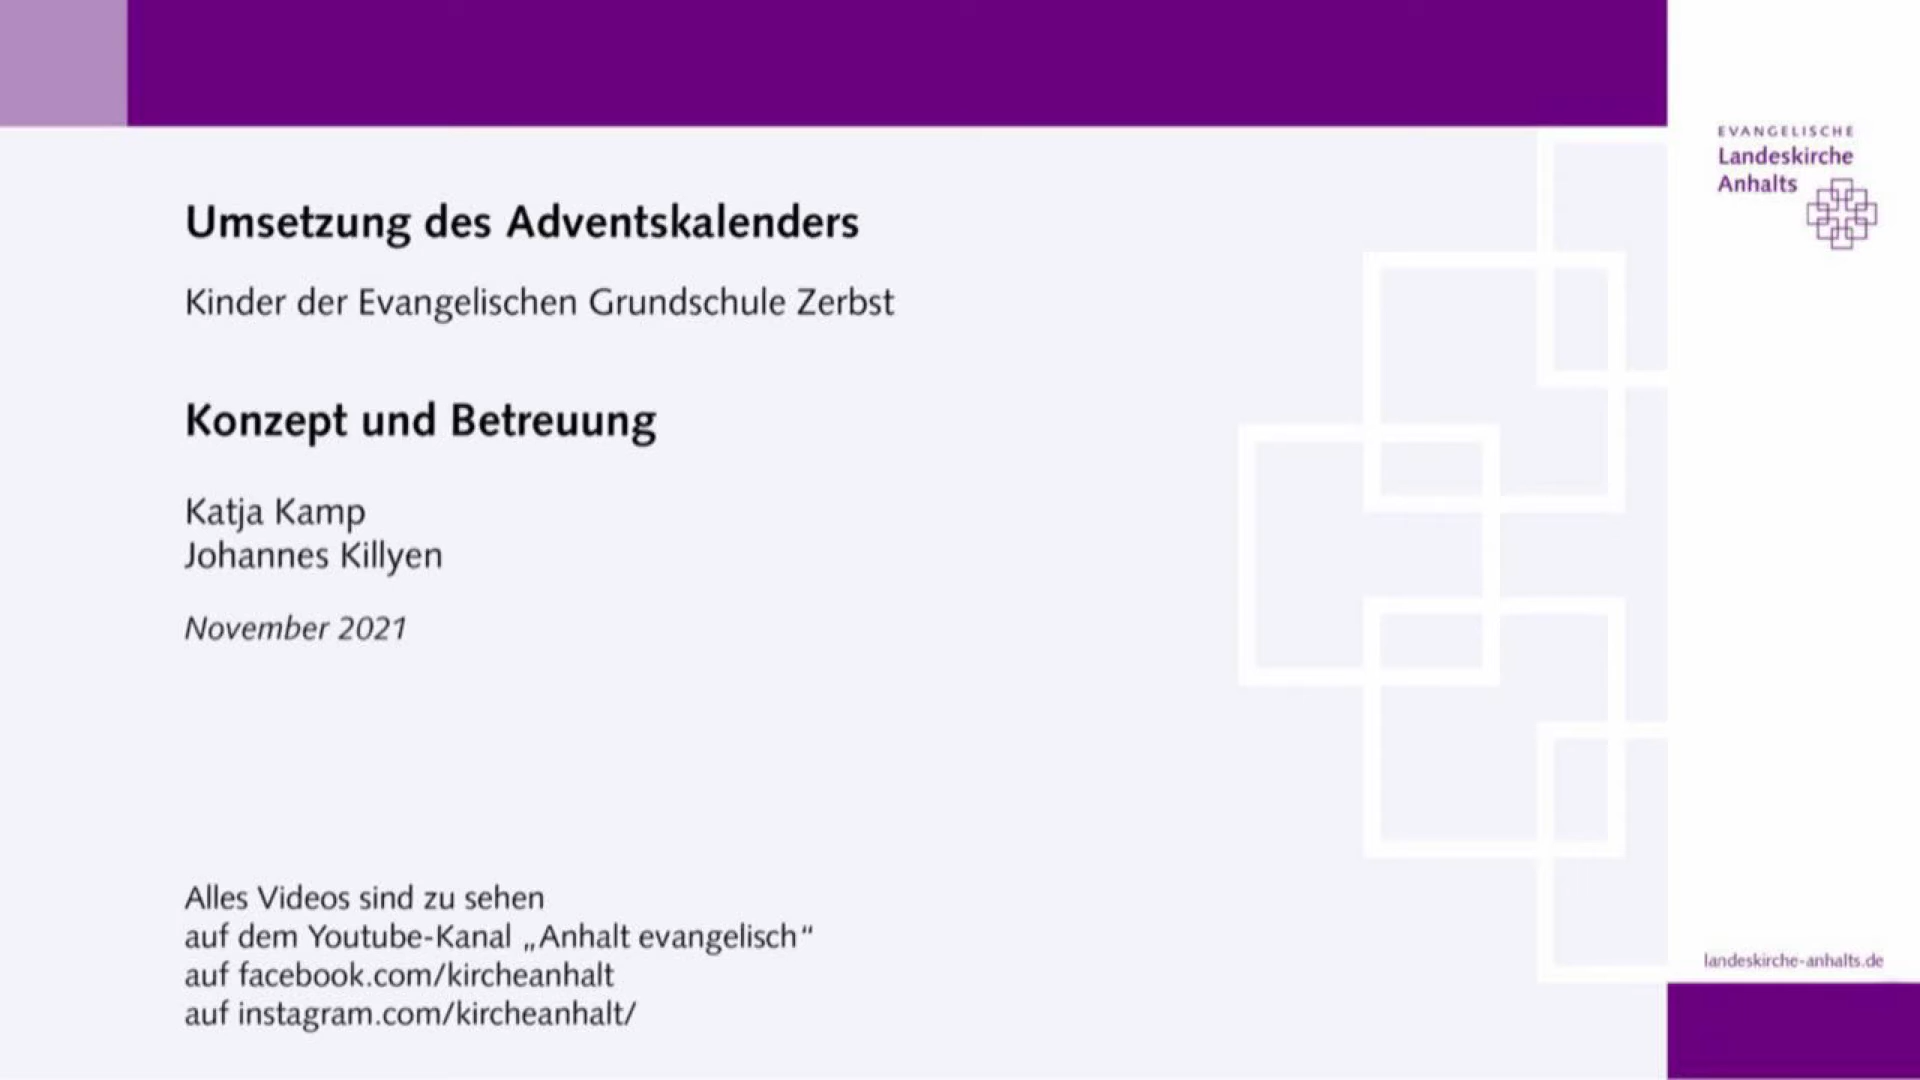 Umsetzung des Adventskalenders
Kinder der Evangelischen Grundschule Zerbst
Konzept und Betreuung
Katja Kamp
Johannes Killyen
November 2021
Alles Videos sind zu sehen
auf dem Youtube-Kanal „Anhalt evangelisch“
auf facebook.com/kircheanhalt
auf instagram.com/kircheanhalt/
EVANGELISCHE
Landeskirche
Anhalts
landeskirche-anhalts.de